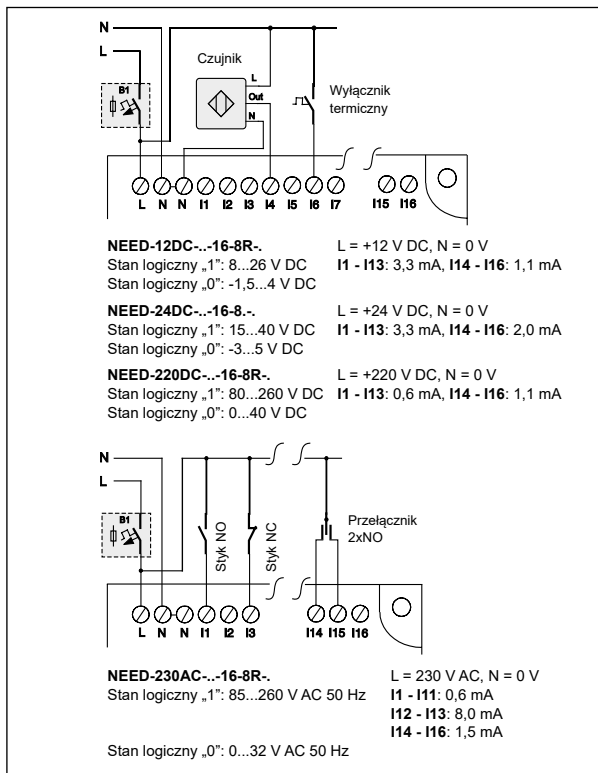 N
L
B1
Czujnik
L
Out
N
Wyłącznik
termiczny
L N N I1 I2 I3 I4 I5 I6 I7 I15 I16
NEED-12DC-..-16-8R-. L = +12 V DC, N = 0 V
Stan logiczny „1”: 8...26 V DC I1 - I13: 3,3 mA, I14 - I16: 1,1 mA
Stan logiczny „0”: -1,5...4 V DC
NEED-24DC-..-16-8.-. L = +24 V DC, N = 0 V
Stan logiczny „1”: 15...40 V DC I1 - I13: 3,3 mA, I14 - I16: 2,0 mA
Stan logiczny „0”: -3...5 V DC
NEED-220DC-..-16-8R-. L = +220 V DC, N = 0 V
Stan logiczny „1”: 80...260 V DC I1 - I13: 0,6 mA, I14 - I16: 1,1 mA
Stan logiczny „0”: 0...40 V DC
N
L
B1
Styk NO
Styk NC
Przełącznik
2xNO
L N N I1 I2 I3 I14 I15 I16
NEED-230AC-..-16-8R-. L = 230 V AC, N = 0 V
Stan logiczny „1”: 85...260 V AC 50 Hz I1 - I11: 0,6 mA
I12 - I13: 8,0 mA
I14 - I16: 1,5 mA
Stan logiczny „0”: 0...32 V AC 50 Hz